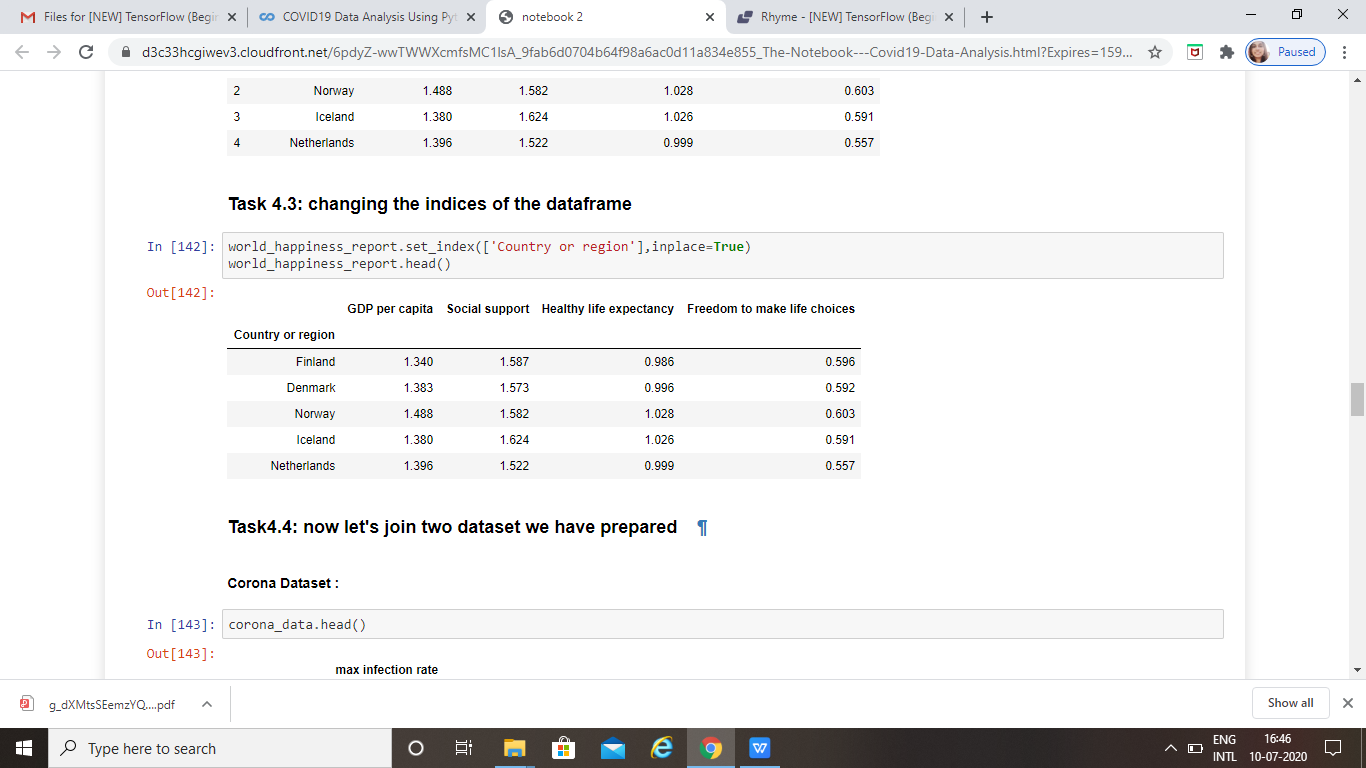 Files for [NEW] TensorFlow (Begin
COVID19 Data Analysis Using Pyt
notebook 2
Rhyme - [NEW] TensorFlow (Begi
d3c33hcgiwev3.cloudfront.net/6pdyZ-wwTWWXcmfsMC1lsA_9fab6d0704b64f98a6ac0d11a834e855_The-Notebook---Covid19-Data-Analysis.html?Expires=159...
Paused
2 Norway 1.488 1.582 1.028 0.603
3 Iceland 1.380 1.624 1.026 0.591
4 Netherlands 1.396 1.522 0.999 0.557
Task 4.3: changing the indices of the dataframe
In [142]: world_happiness_report.set_index(['Country or region'],inplace=True)
world_happiness_report.head()
Out[142]:
GDP per capita Social support Healthy life expectancy Freedom to make life choices
Country or region
Finland 1.340 1.587 0.986 0.596
Denmark 1.383 1.573 0.996 0.592
Norway 1.488 1.582 1.028 0.603
Iceland 1.380 1.624 1.026 0.591
Netherlands 1.396 1.522 0.999 0.557
Task4.4: now let's join two dataset we have prepared ¶
Corona Dataset :
In [143]: corona_data.head()
Out[143]:
max infection rate
g_dXMtsSEemzYQ....pdf
Show all
Type here to search
ENG
INTL
16:46
10-07-2020